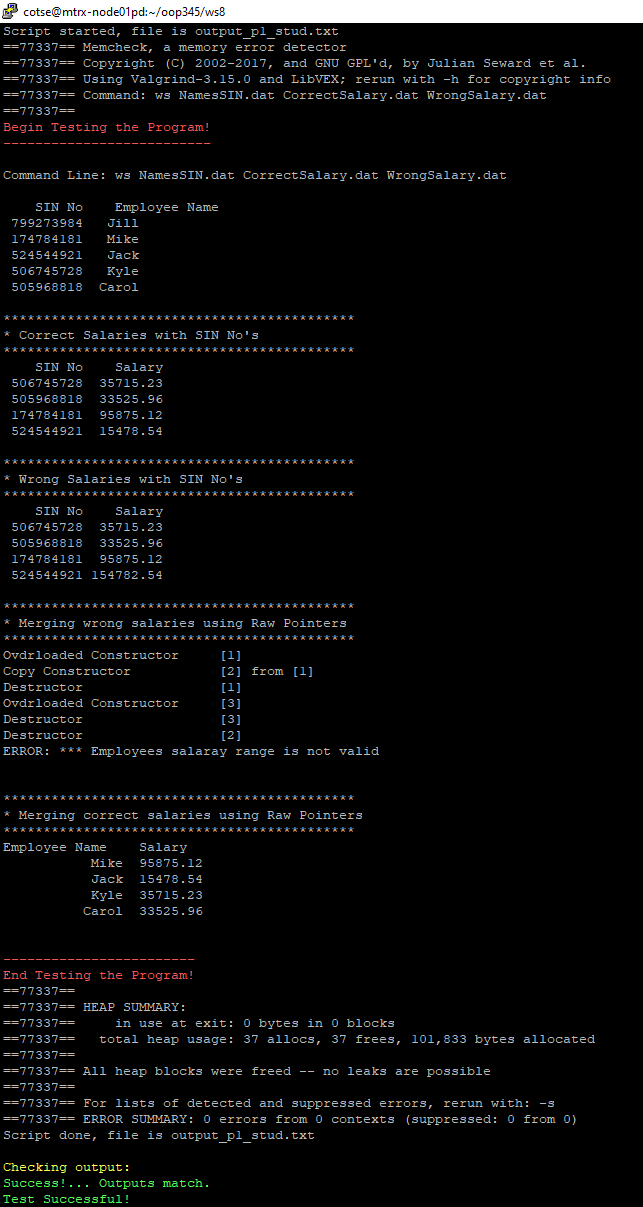 cotse@mtrx-node01pd:~/oop345/ws8
Script started, file is output_p1_stud.txt
==77337== Memcheck, a memory error detector
==77337== Copyright (C) 2002-2017, and GNU GPL'd, by Julian Seward et al.
==77337== Using Valgrind-3.15.0 and LibVEX; rerun with -h for copyright info
==77337== Command: ws NamesSIN.dat CorrectSalary.dat WrongSalary.dat
==77337==
Begin Testing the Program!
--------------------------

Command Line: ws NamesSIN.dat CorrectSalary.dat WrongSalary.dat

    SIN No    Employee Name
 799273984   Jill
 174784181   Mike
 524544921   Jack
 506745728   Kyle
 505968818  Carol

********************************************
* Correct Salaries with SIN No's
********************************************
    SIN No    Salary
 506745728  35715.23
 505968818  33525.96
 174784181  95875.12
 524544921  15478.54

********************************************
* Wrong Salaries with SIN No's
********************************************
    SIN No    Salary
 506745728  35715.23
 505968818  33525.96
 174784181  95875.12
 524544921 154782.54

********************************************
* Merging wrong salaries using Raw Pointers
********************************************
Ovdrloaded Constructor     [1]
Copy Constructor           [2] from [1]
Destructor                 [1]
Ovdrloaded Constructor     [3]
Destructor                 [3]
Destructor                 [2]
ERROR: *** Employees salaray range is not valid


********************************************
* Merging correct salaries using Raw Pointers
********************************************
Employee Name    Salary
           Mike  95875.12
           Jack  15478.54
           Kyle  35715.23
          Carol  33525.96


------------------------
End Testing the Program!
==77337==
==77337== HEAP SUMMARY:
==77337==     in use at exit: 0 bytes in 0 blocks
==77337==   total heap usage: 37 allocs, 37 frees, 101,833 bytes allocated
==77337==
==77337== All heap blocks were freed -- no leaks are possible
==77337==
==77337== For lists of detected and suppressed errors, rerun with: -s
==77337== ERROR SUMMARY: 0 errors from 0 contexts (suppressed: 0 from 0)
Script done, file is output_p1_stud.txt

Checking output:
Success!... Outputs match.
Test Successful!